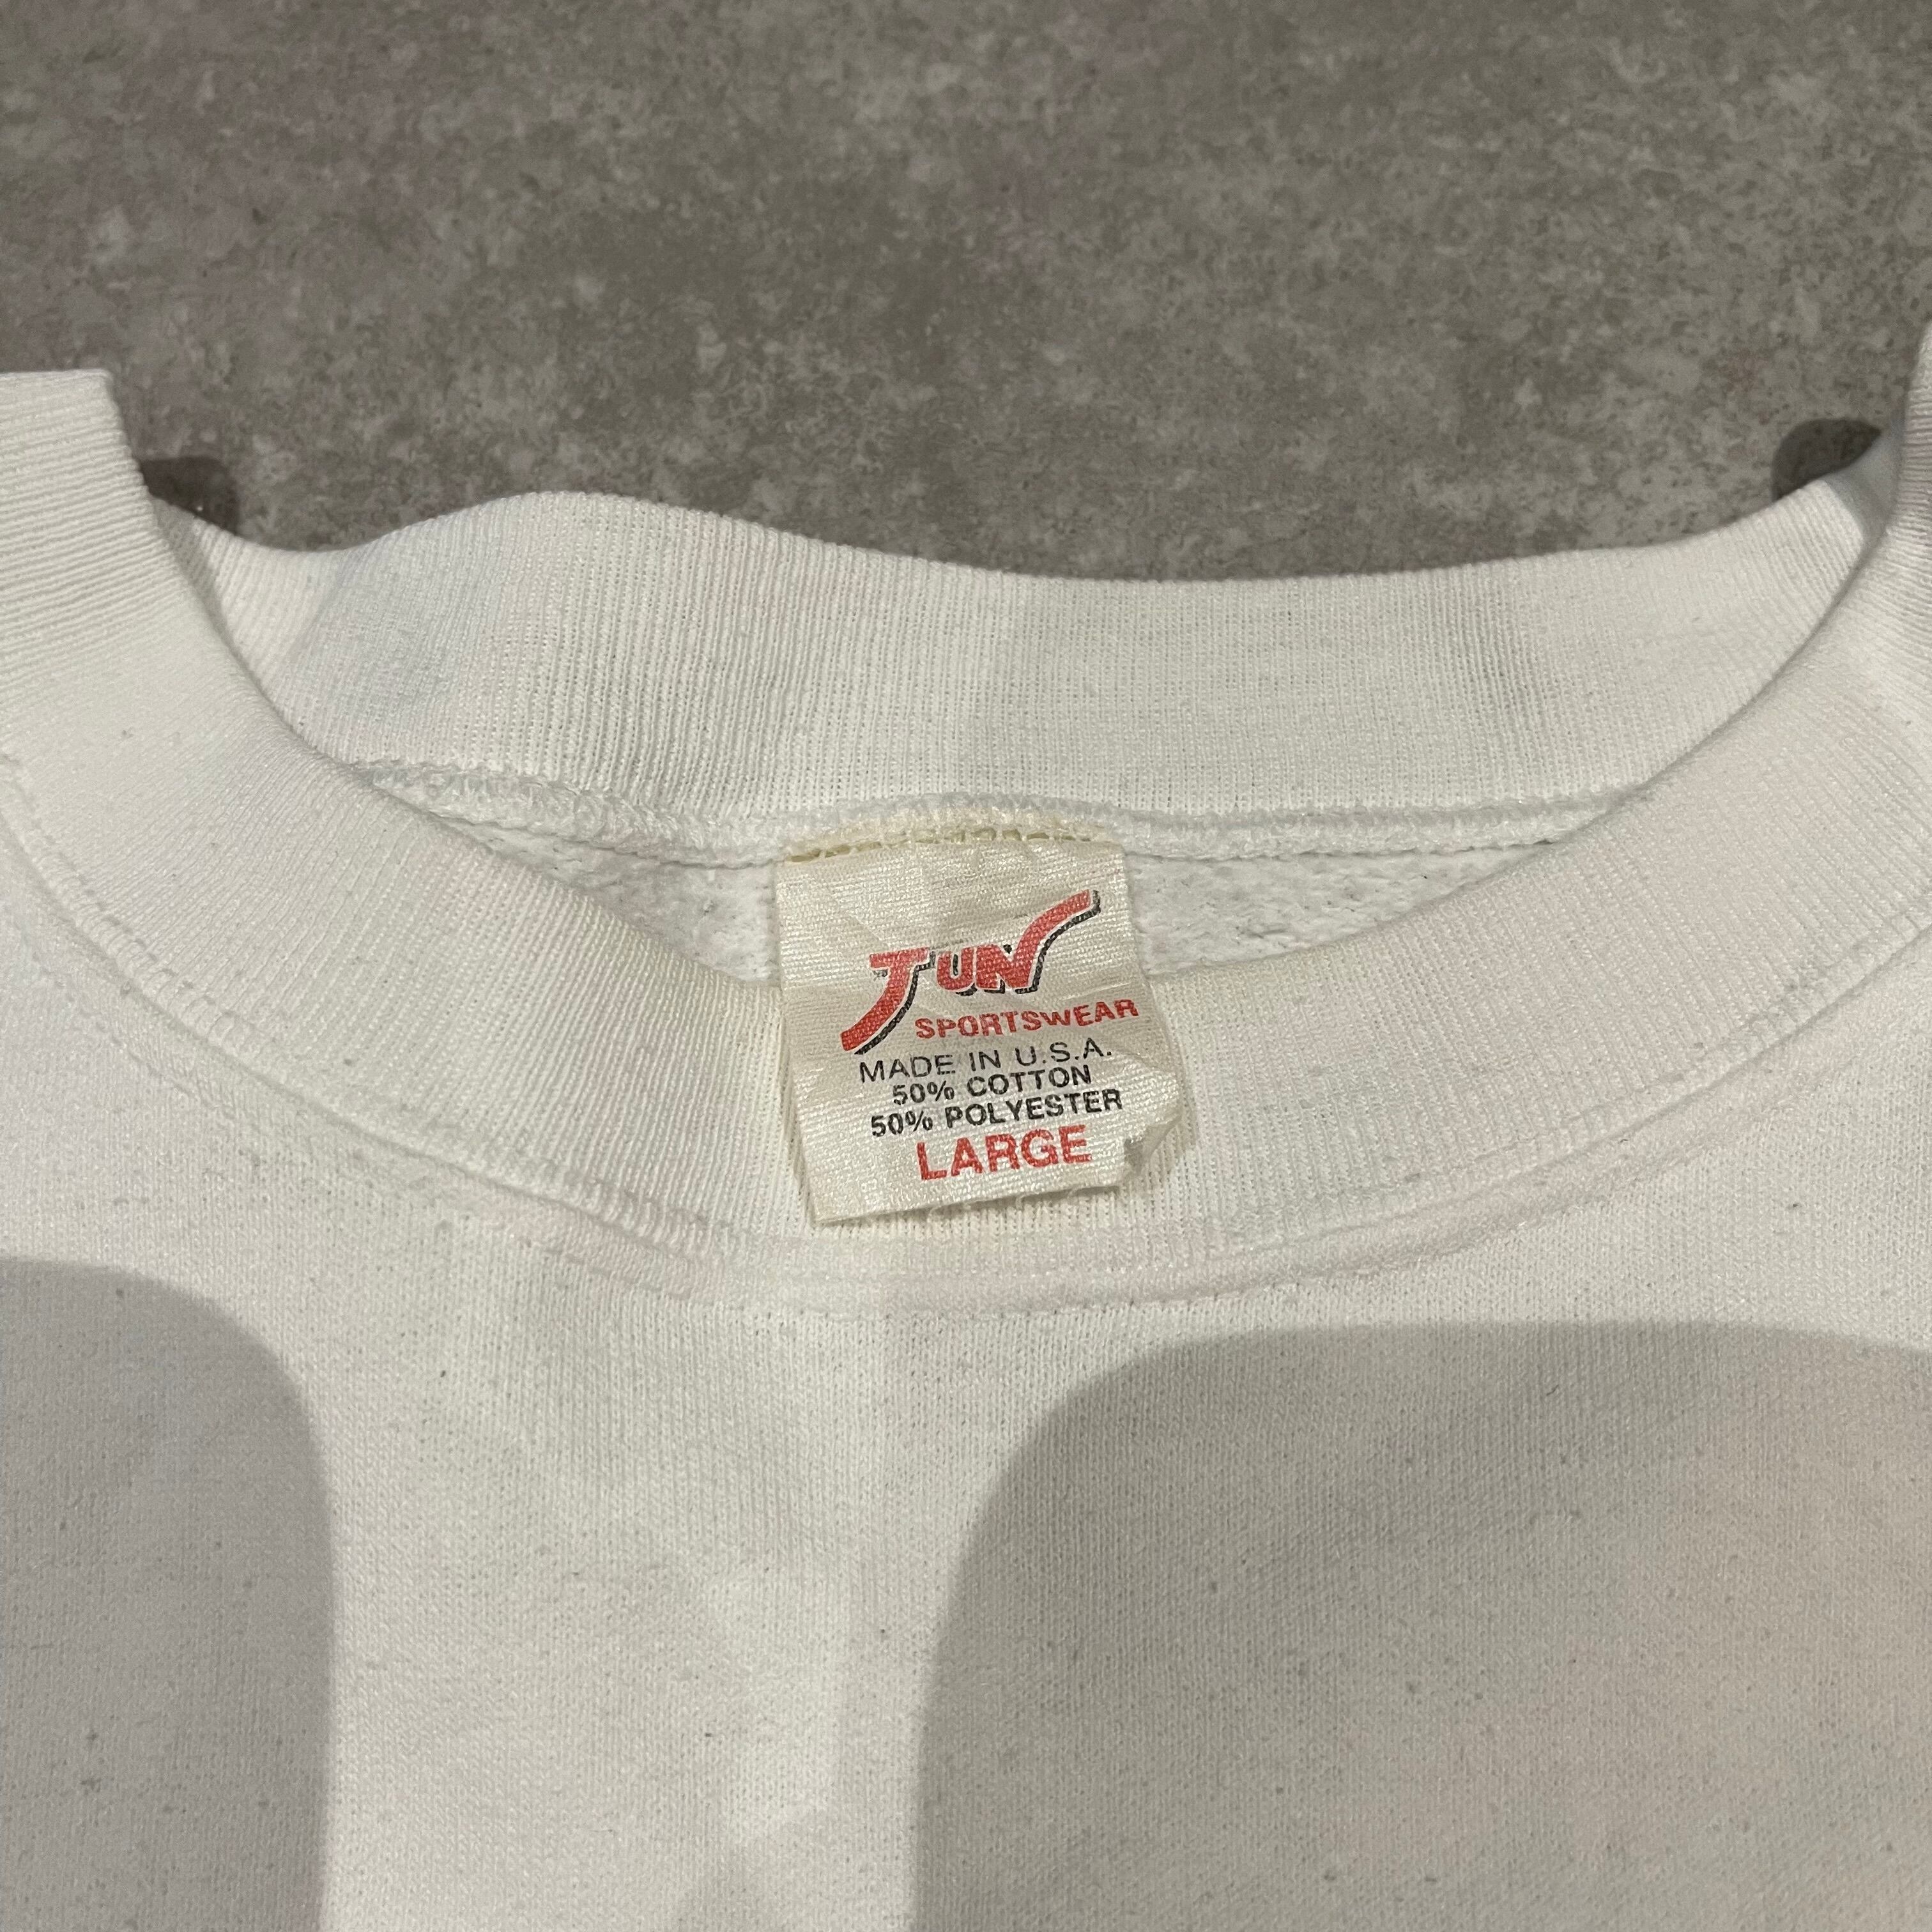 JUN
SPORTSWEAR
MADE IN U.S.A.
50% COTTON
50% POLYESTER
LARGE